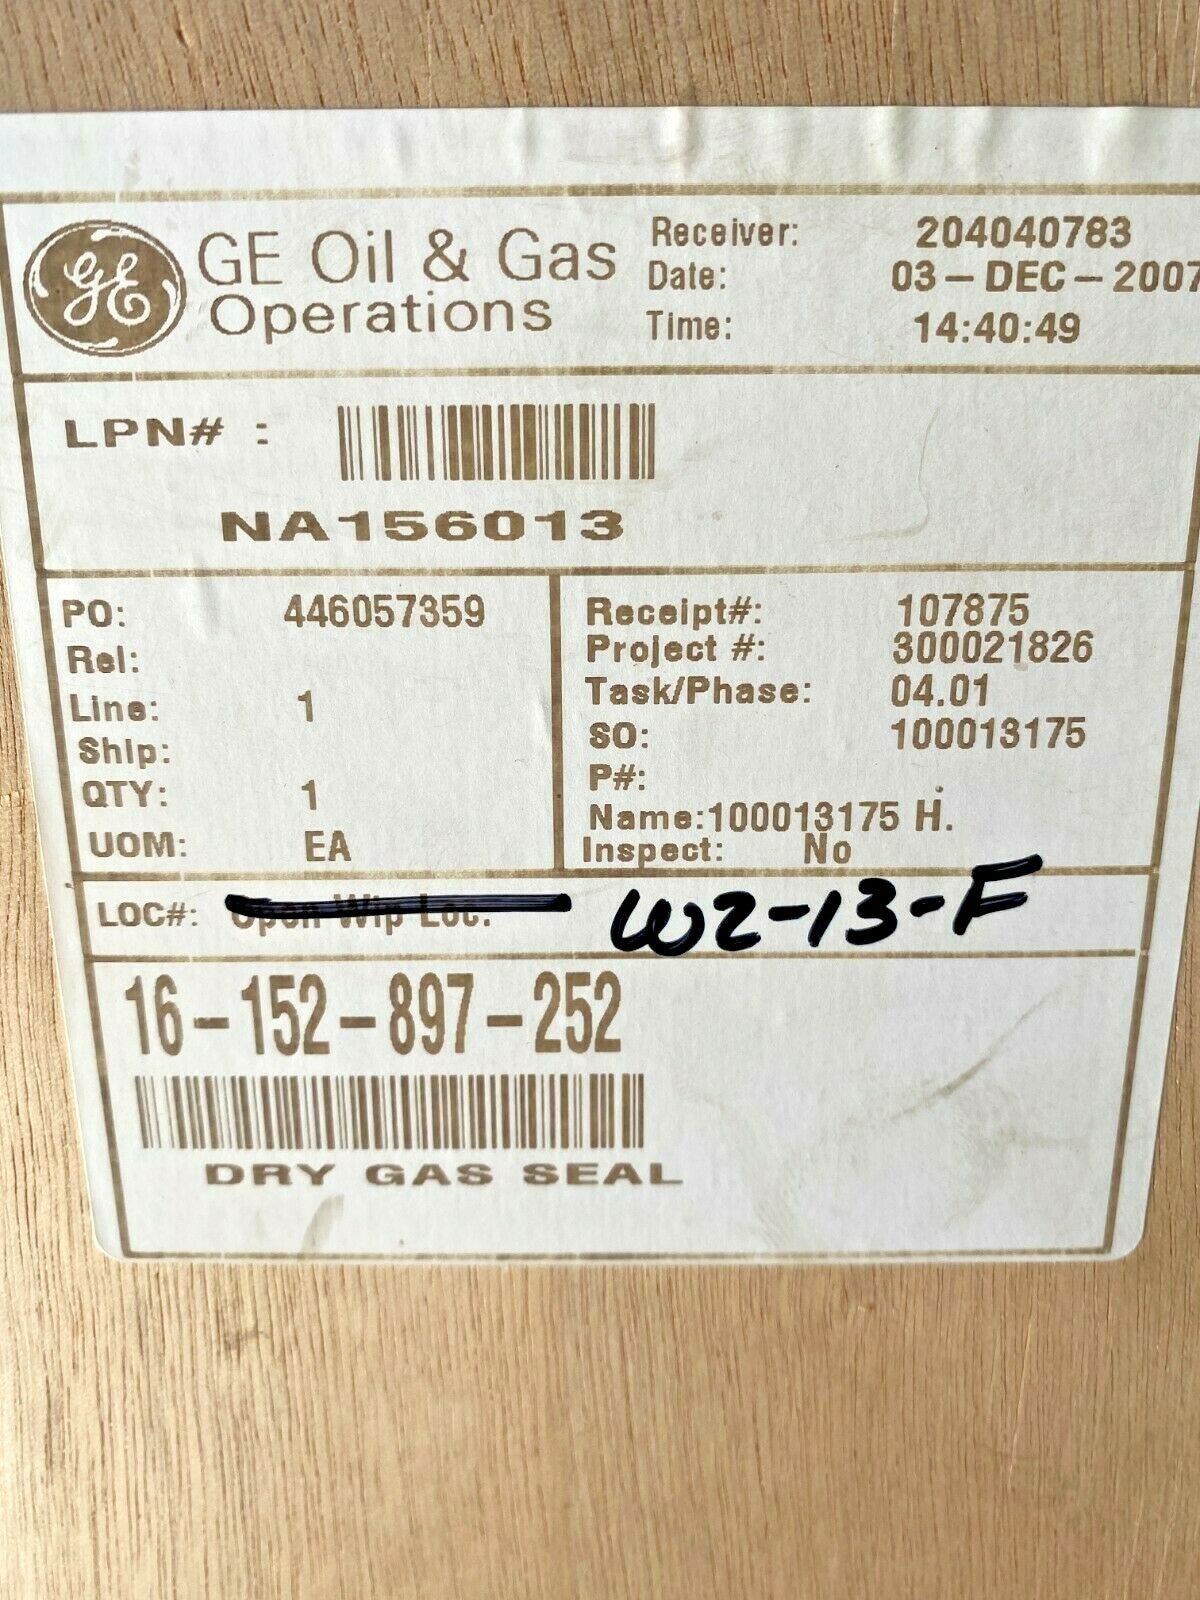 GE
GE Oil & Gas
Operations
Receiver: 204040783
Date: 03-DEC-2007
Time: 14:40:49
LPN# :
NA156013
PO: 446057359
Rel:
Line: 1
Ship:
QTY: 1
UOM: EA
Receipt#: 107875
Project #: 300021826
Task/Phase: 04.01
SO: 100013175
P#:
Name:100013175 H.
Inspect: No
LOC#: Open Wip Loc. W2-13-F
16-152-897-252
DRY GAS SEAL